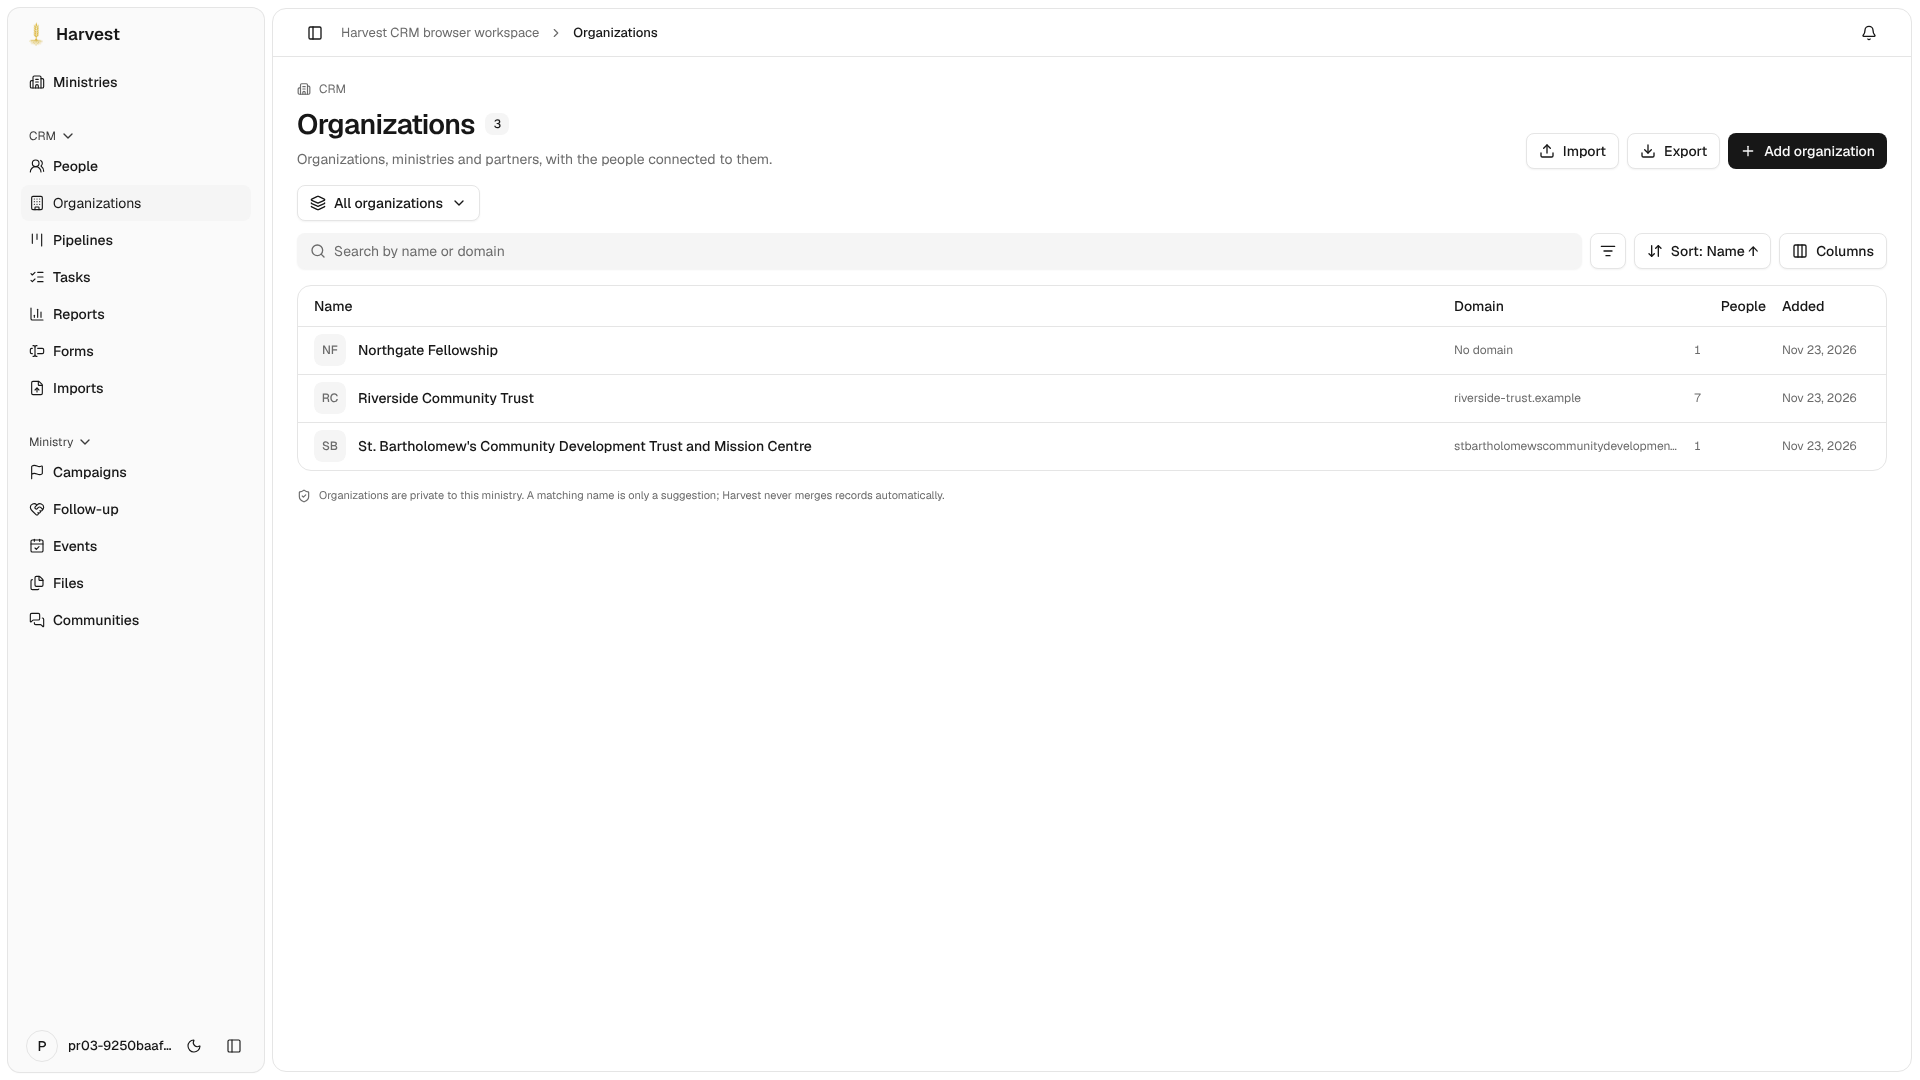 Harvest
Ministries
CRM
People
Organizations
Pipelines
Tasks
Reports
Forms
Imports
Ministry
Campaigns
Follow-up
Events
Files
Communities
P pr03-9250baaf...
Harvest CRM browser workspace > Organizations
CRM
Organizations 3
Organizations, ministries and partners, with the people connected to them.
Import Export + Add organization
All organizations
Search by name or domain Sort: Name ↑ Columns
Name Domain People Added
NF Northgate Fellowship No domain 1 Nov 23, 2026
RC Riverside Community Trust riverside-trust.example 7 Nov 23, 2026
SB St. Bartholomew's Community Development Trust and Mission Centre stbartholomewscommunitydevelopmen... 1 Nov 23, 2026
Organizations are private to this ministry. A matching name is only a suggestion; Harvest never merges records automatically.